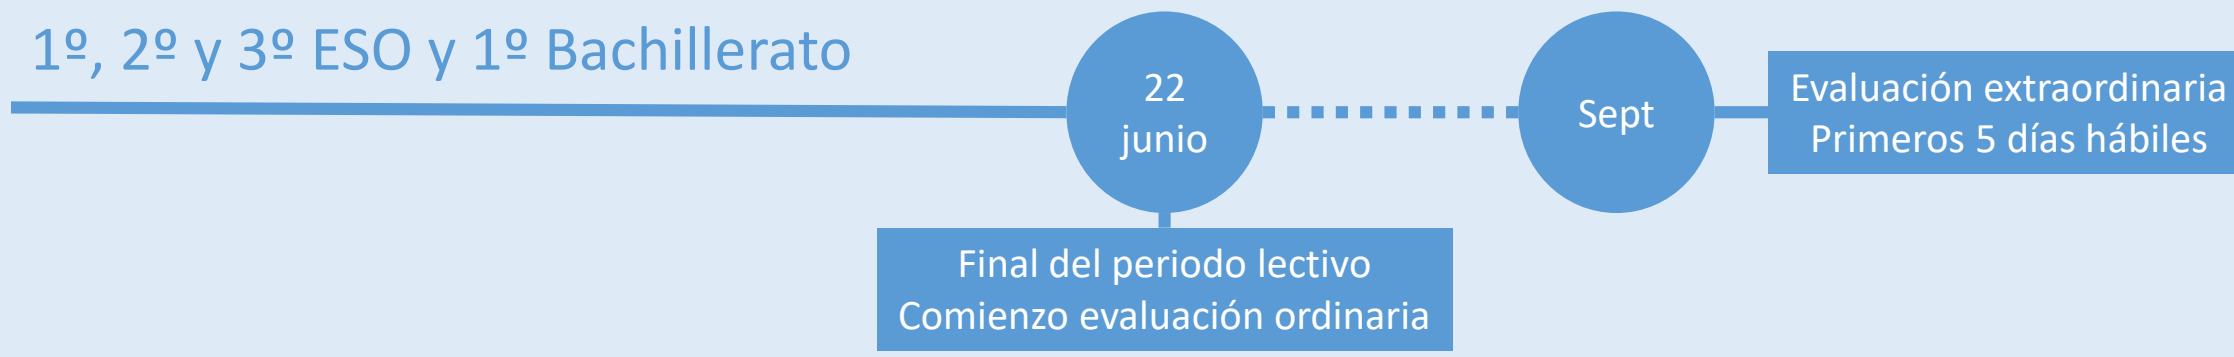 1º, 2º y 3º ESO y 1º Bachillerato
22
junio
Final del periodo lectivo
Comienzo evaluación ordinaria
Sept
Evaluación extraordinaria
Primeros 5 días hábiles